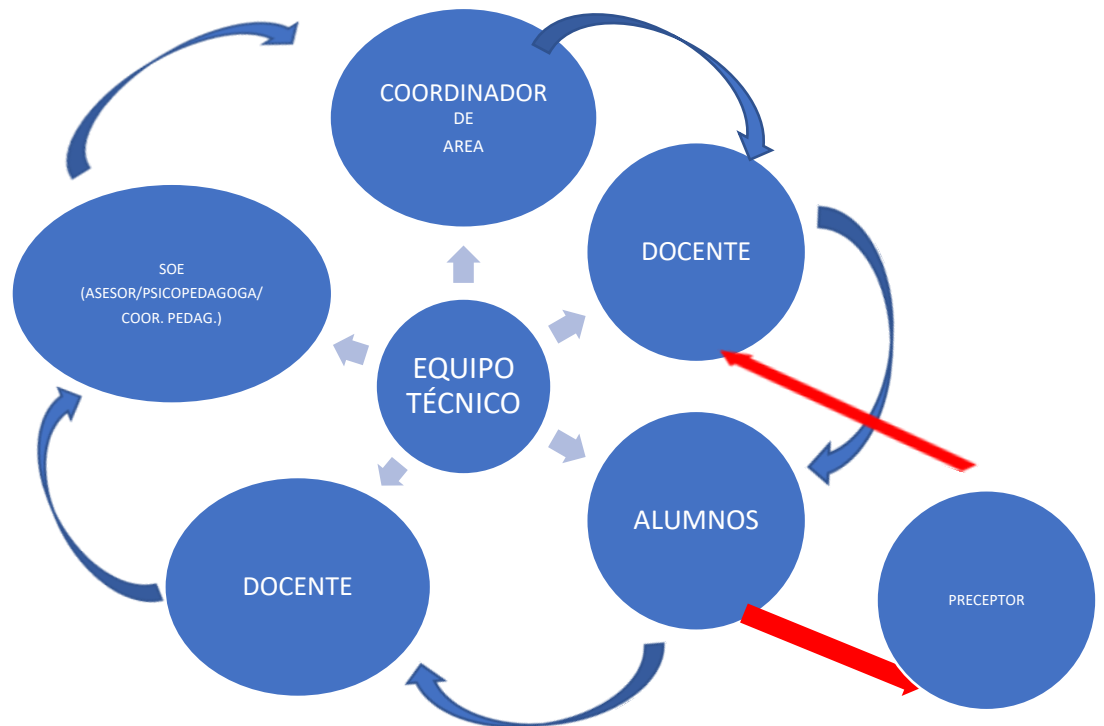 COORDINADOR
DE
AREA
DOCENTE
SOE
(ASESOR/PSICOPEDAGOGA/
COOR. PEDAG.)
EQUIPO
TÉCNICO
ALUMNOS
DOCENTE
PRECEPTOR